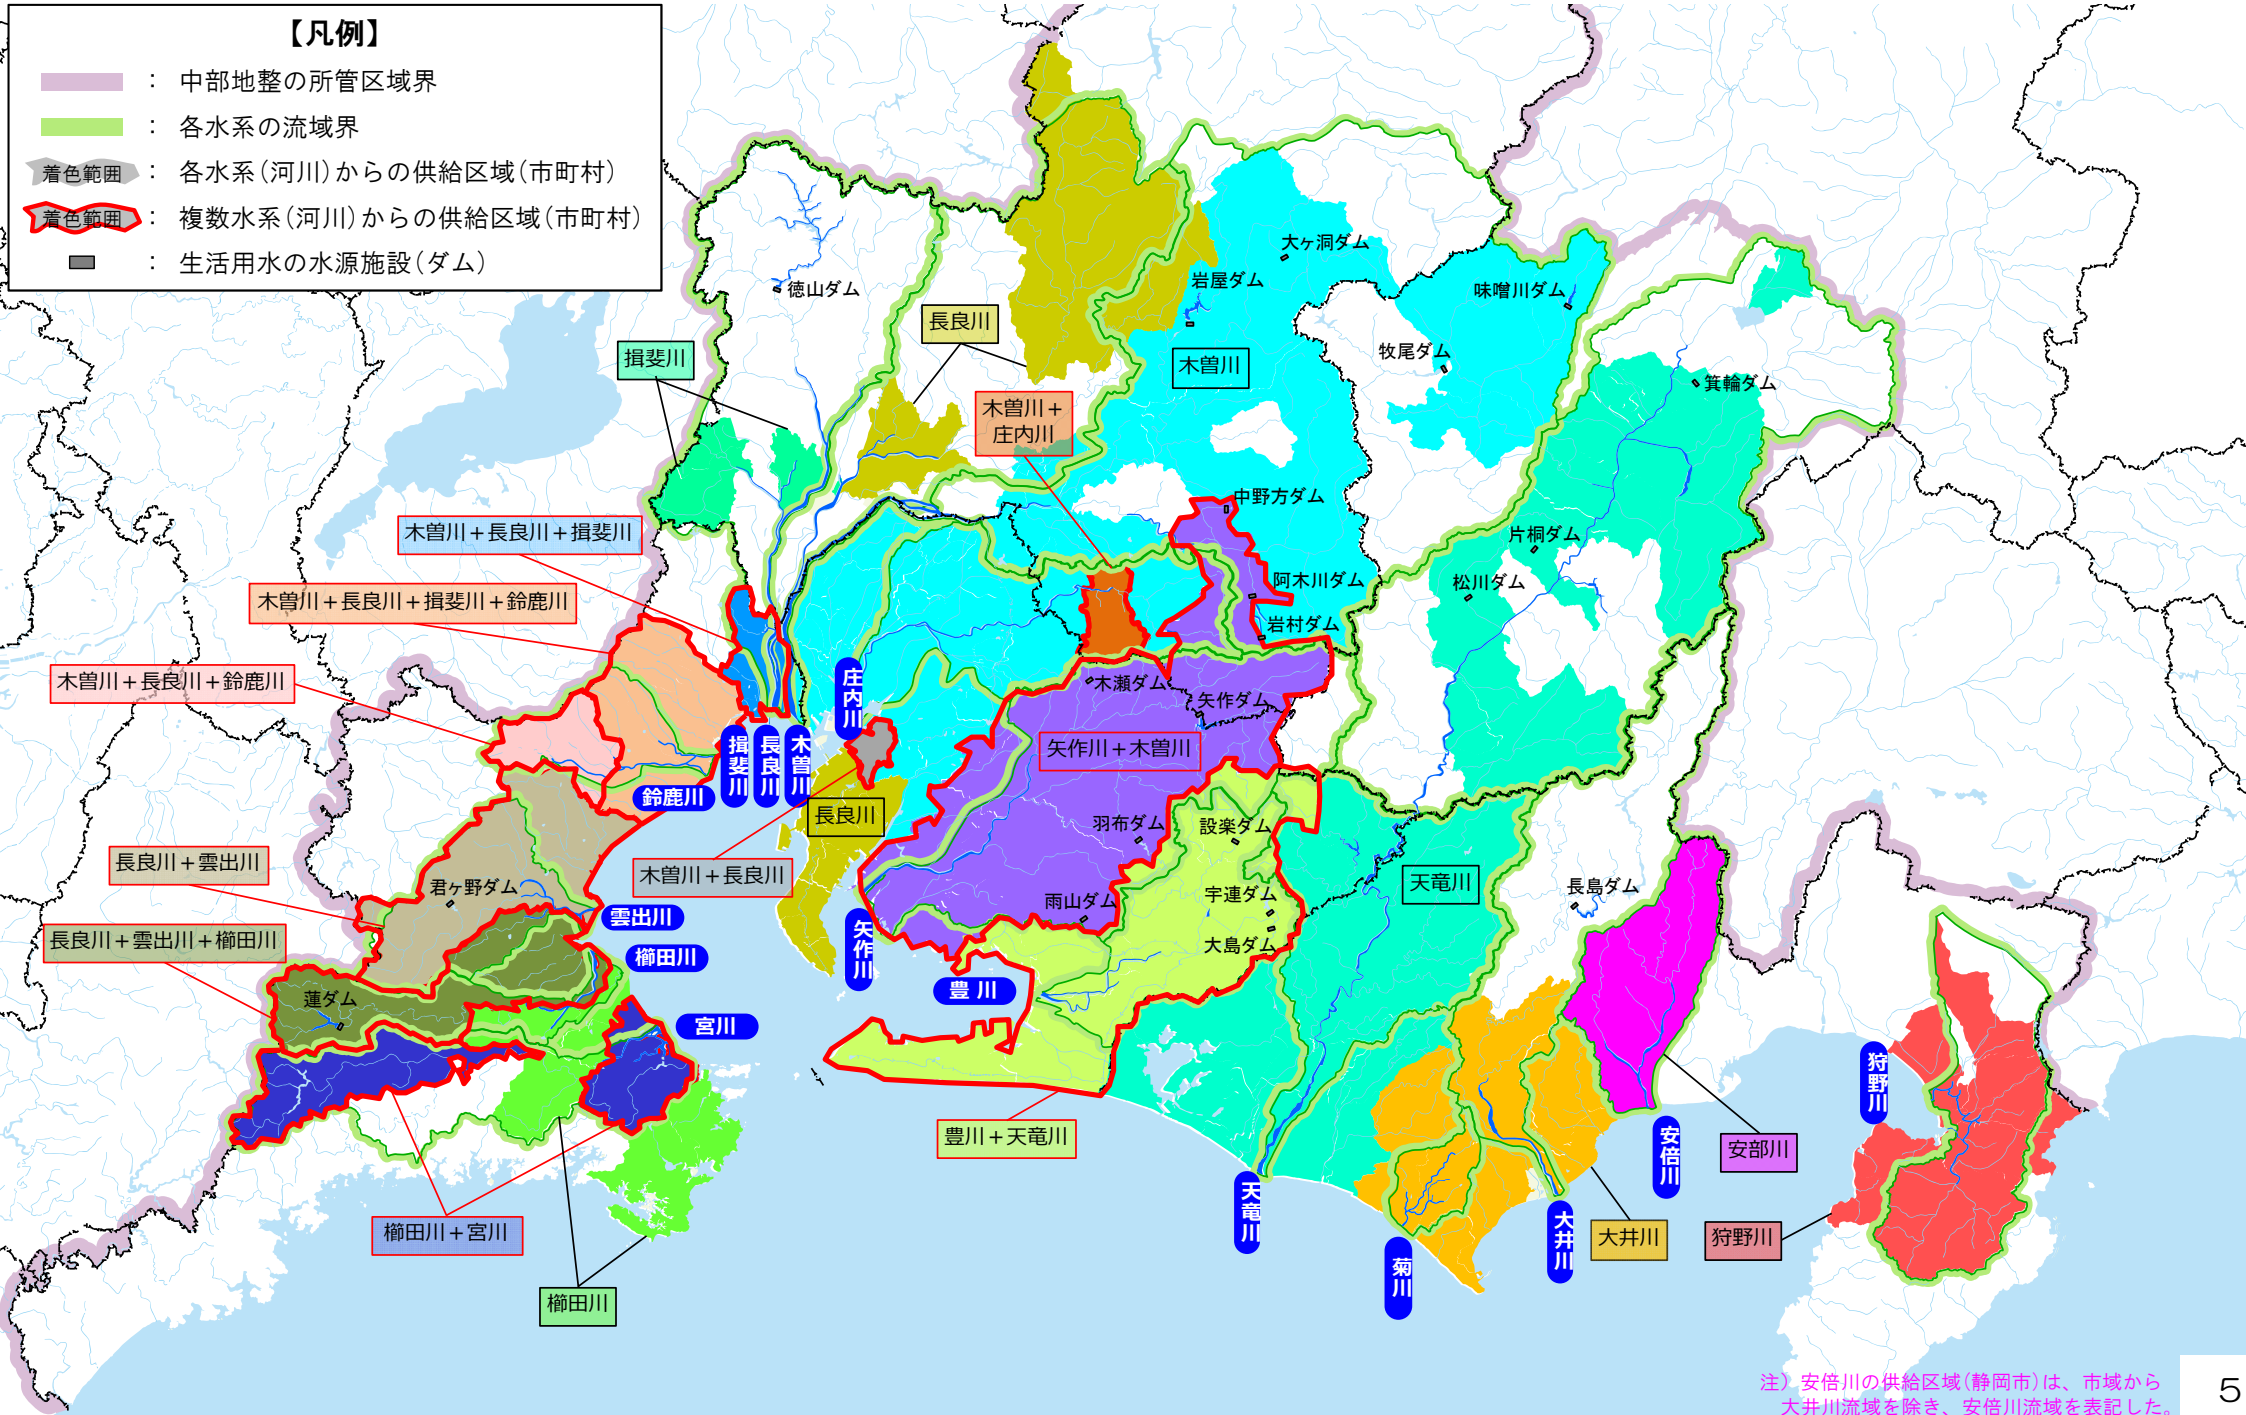 【凡例】
： 中部地整の所管区域界
： 各水系の流域界
着色範囲 ： 各水系(河川)からの供給区域(市町村)
着色範囲 ： 複数水系(河川)からの供給区域(市町村)
： 生活用水の水源施設(ダム)
徳山ダム
大ヶ洞ダム
岩屋ダム
味噌川ダム
長良川
揖斐川
木曽川
牧尾ダム
箕輪ダム
木曽川＋
庄内川
中野方ダム
木曽川＋長良川＋揖斐川
片桐ダム
阿木川ダム
松川ダム
木曽川＋長良川＋揖斐川＋鈴鹿川
岩村ダム
木曽川＋長良川＋鈴鹿川
庄内川
木瀬ダム
矢作ダム
揖斐川
長良川
木曽川
矢作川＋木曽川
鈴鹿川
長良川
羽布ダム
設楽ダム
長良川＋雲出川
木曽川＋長良川
君ヶ野ダム
天竜川
長島ダム
雨山ダム
宇連ダム
雲出川
長良川＋雲出川＋櫛田川
大島ダム
櫛田川
矢作川
蓮ダム
豊川
宮川
狩野川
豊川＋天竜川
安倍川
安部川
櫛田川＋宮川
天竜川
大井川
大井川
狩野川
菊川
櫛田川
注）安倍川の供給区域(静岡市)は、市域から
大井川流域を除き、安倍川流域を表記した。
5